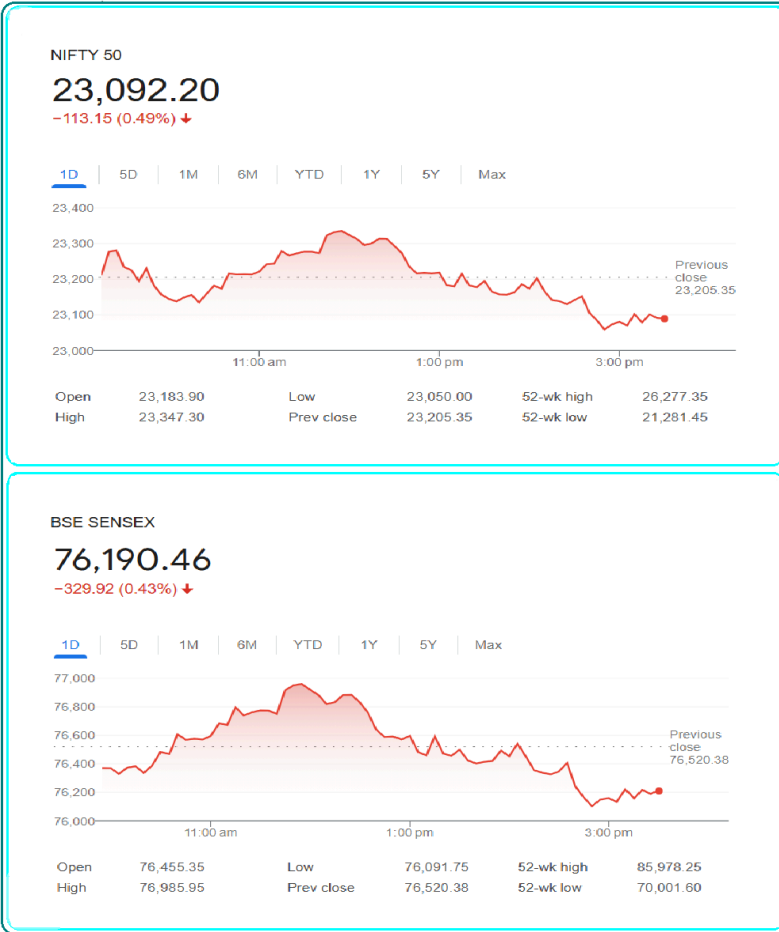 NIFTY 50
23,092.20
−113.15 (0.49%)
1D 5D 1M 6M YTD 1Y 5Y Max
23,400
23,300
23,200
23,100
23,000
Previous
close
23,205.35
11:00 am 1:00 pm 3:00 pm
Open 23,183.90 Low 23,050.00 52-wk high 26,277.35
High 23,347.30 Prev close 23,205.35 52-wk low 21,281.45
BSE SENSEX
76,190.46
−329.92 (0.43%)
1D 5D 1M 6M YTD 1Y 5Y Max
77,000
76,800
76,600
76,400
76,200
76,000
Previous
close
76,520.38
11:00 am 1:00 pm 3:00 pm
Open 76,455.35 Low 76,091.75 52-wk high 85,978.25
High 76,985.95 Prev close 76,520.38 52-wk low 70,001.60